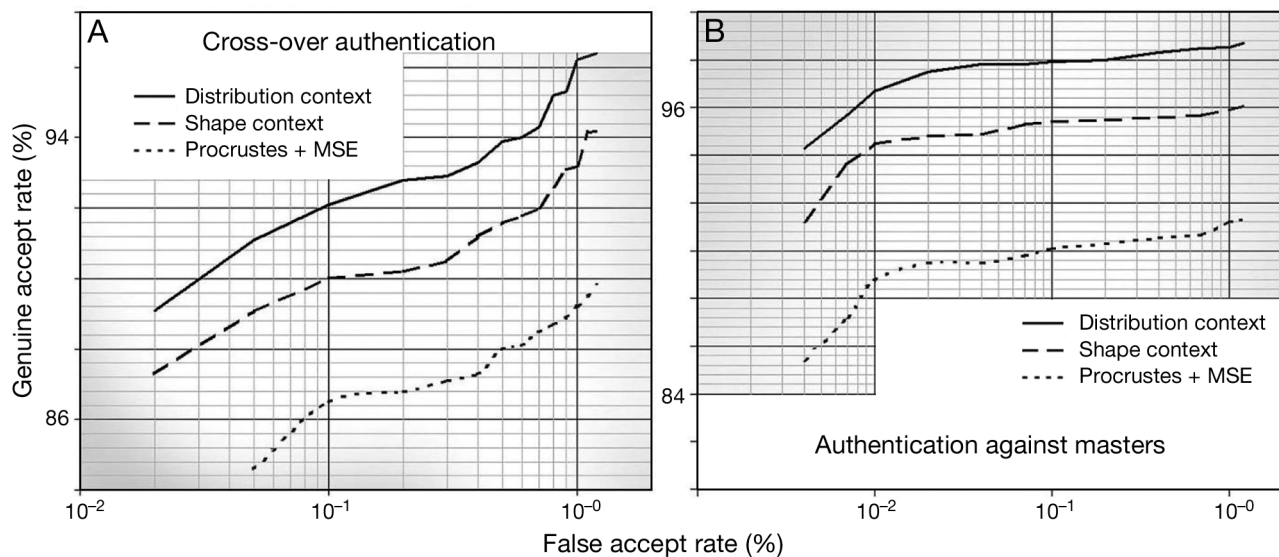 A
Cross-over authentication
Distribution context
Shape context
Procrustes + MSE
94
86
10⁻²
10⁻¹
10⁻⁰
Genuine accept rate (%)
B
96
84
Distribution context
Shape context
Procrustes + MSE
Authentication against masters
10⁻²
10⁻¹
10⁻⁰
False accept rate (%)